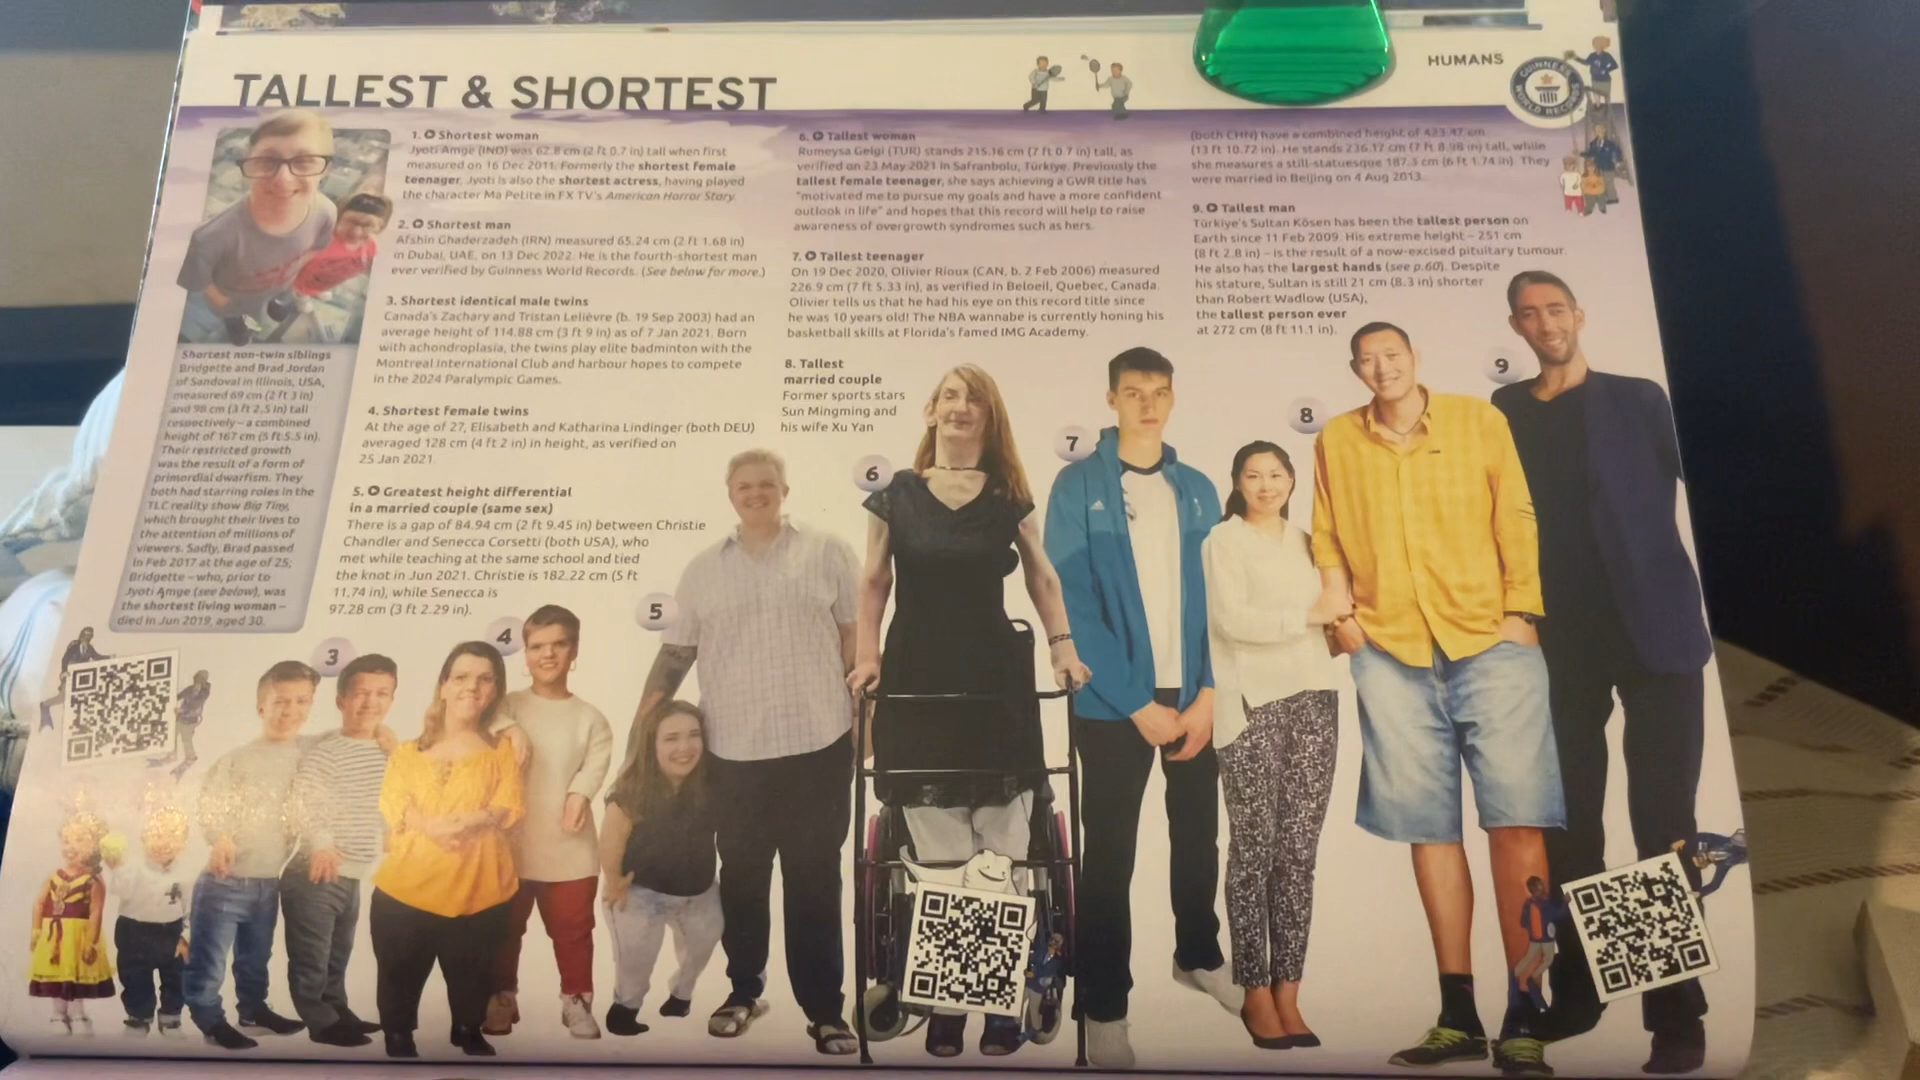 TALLEST & SHORTEST
HUMANS
GUINNESS WORLD RECORDS
Shortest non-twin siblings
Bridgette and Brad Jordan
of Sandoval in Illinois, USA,
measured 69 cm (2 ft 3 in)
and 98 cm (3 ft 2.5 in) tall
respectively – a combined
height of 167 cm (5 ft 5.5 in).
Their restricted growth
was the result of a form of
primordial dwarfism. They
both had starring roles in the
TLC reality show Big Tiny,
which brought their lives to
the attention of millions of
viewers. Sadly, Brad passed
in Feb 2017 at the age of 25;
Bridgette – who, prior to
Jyoti Amge (see below), was
the shortest living woman –
died in Jun 2019, aged 30.
1. Shortest woman
Jyoti Amge (IND) was 62.8 cm (2 ft 0.7 in) tall when first
measured on 16 Dec 2011. Formerly the shortest female
teenager, Jyoti is also the shortest actress, having played
the character Ma Petite in FX TV's American Horror Story.
2. Shortest man
Afshin Ghaderzadeh (IRN) measured 65.24 cm (2 ft 1.68 in)
in Dubai, UAE, on 13 Dec 2022. He is the fourth-shortest man
ever verified by Guinness World Records. (See below for more.)
3. Shortest identical male twins
Canada's Zachary and Tristan Lelièvre (b. 19 Sep 2003) had an
average height of 114.88 cm (3 ft 9 in) as of 7 Jan 2021. Born
with achondroplasia, the twins play elite badminton with the
Montreal International Club and harbour hopes to compete
in the 2024 Paralympic Games.
4. Shortest female twins
At the age of 27, Elisabeth and Katharina Lindinger (both DEU)
averaged 128 cm (4 ft 2 in) in height, as verified on
25 Jan 2021.
5. Greatest height differential
in a married couple (same sex)
There is a gap of 84.94 cm (2 ft 9.45 in) between Christie
Chandler and Senecca Corsetti (both USA), who
met while teaching at the same school and tied
the knot in Jun 2021. Christie is 182.22 cm (5 ft
11.74 in), while Senecca is
97.28 cm (3 ft 2.29 in).
6. Tallest woman
Rumeysa Gelgi (TUR) stands 215.16 cm (7 ft 0.7 in) tall, as
verified on 23 May 2021 in Safranbolu, Türkiye. Previously the
tallest female teenager, she says achieving a GWR title has
"motivated me to pursue my goals and have a more confident
outlook in life" and hopes that this record will help to raise
awareness of overgrowth syndromes such as hers.
7. Tallest teenager
On 19 Dec 2020, Olivier Rioux (CAN, b. 2 Feb 2006) measured
226.9 cm (7 ft 5.33 in), as verified in Beloeil, Quebec, Canada.
Olivier tells us that he had his eye on this record title since
he was 10 years old! The NBA wannabe is currently honing his
basketball skills at Florida's famed IMG Academy.
8. Tallest
married couple
Former sports stars
Sun Mingming and
his wife Xu Yan
(both CHN) have a combined height of 423.47 cm
(13 ft 10.72 in). He stands 236.17 cm (7 ft 8.98 in) tall, while
she measures a still-statuesque 187.3 cm (6 ft 1.74 in). They
were married in Beijing on 4 Aug 2013.
9. Tallest man
Türkiye's Sultan Kösen has been the tallest person on
Earth since 11 Feb 2009. His extreme height – 251 cm
(8 ft 2.8 in) – is the result of a now-excised pituitary tumour.
He also has the largest hands (see p.60). Despite
his stature, Sultan is still 21 cm (8.3 in) shorter
than Robert Wadlow (USA),
the tallest person ever
at 272 cm (8 ft 11.1 in).
3
4
5
6
7
8
9